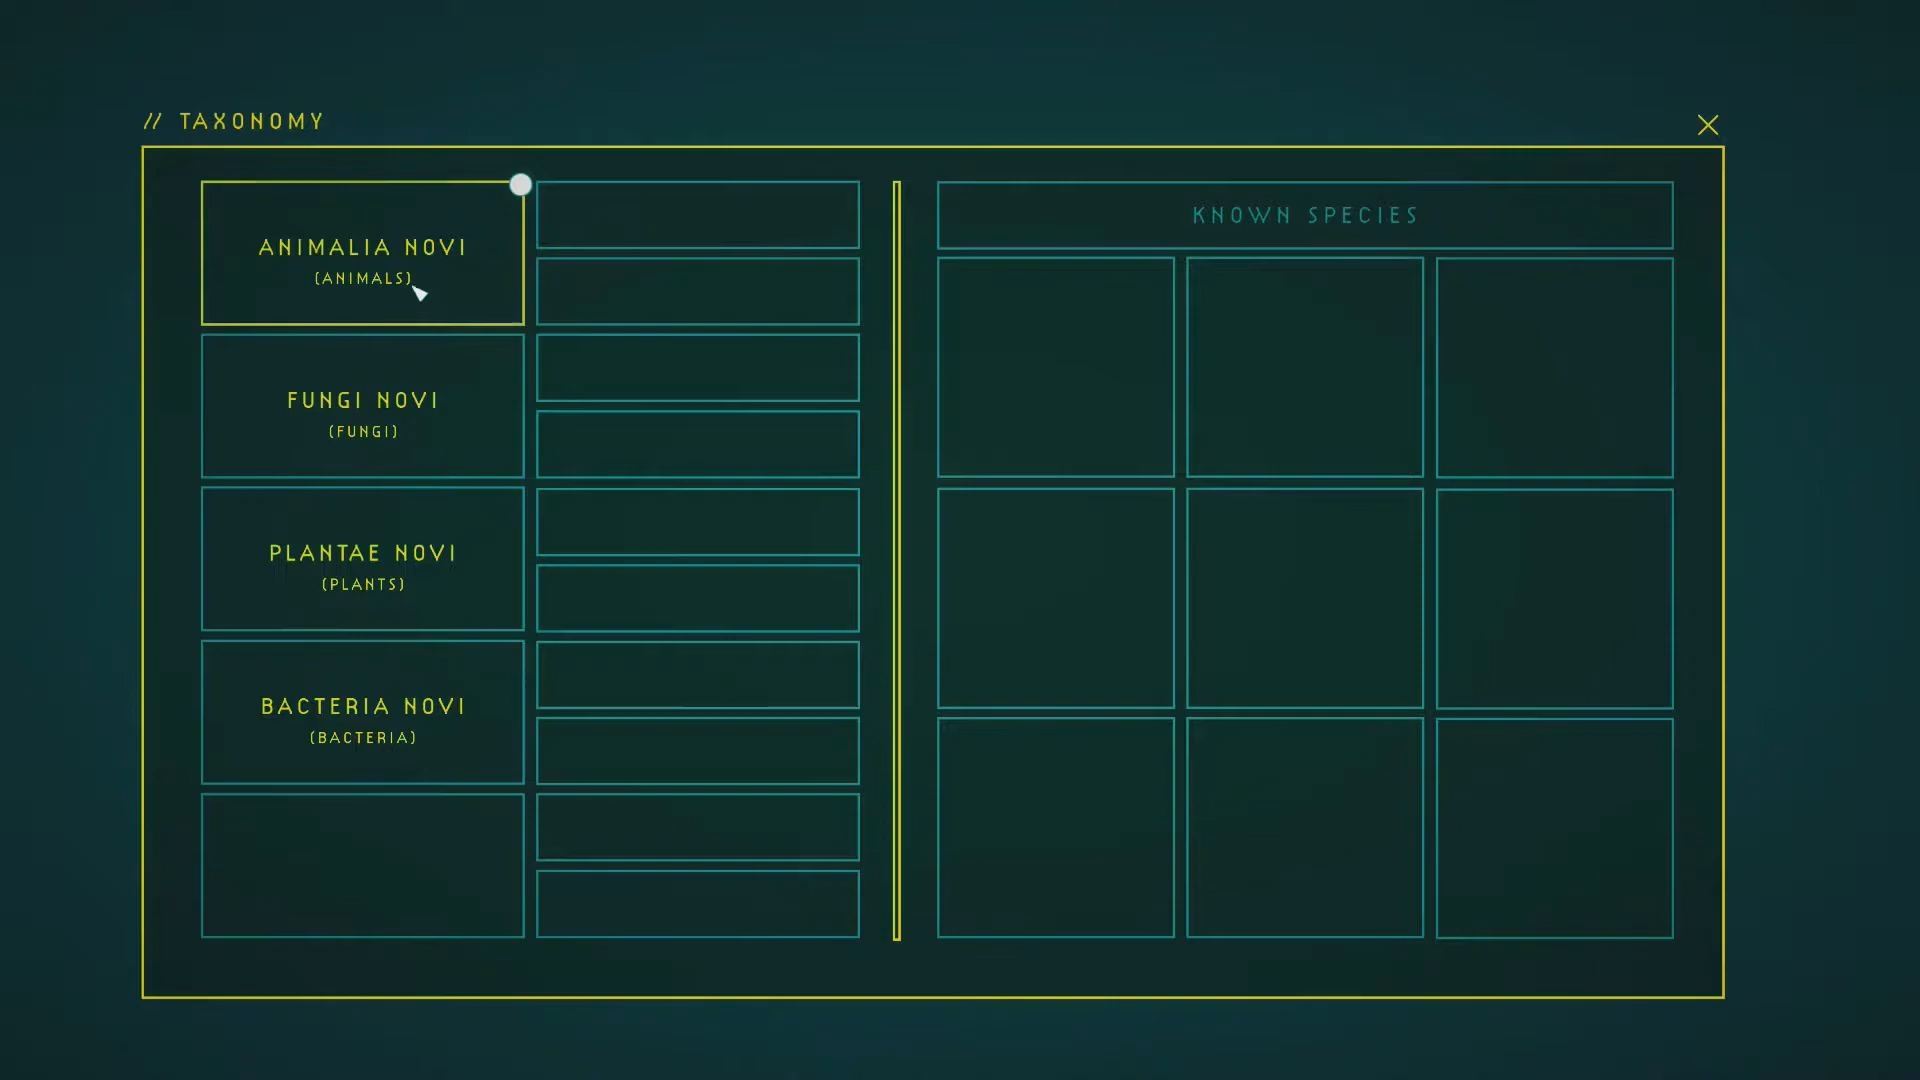 // TAXONOMY
ANIMALIA NOVI
(ANIMALS)
FUNGI NOVI
(FUNGI)
PLANTAE NOVI
(PLANTS)
BACTERIA NOVI
(BACTERIA)
KNOWN SPECIES